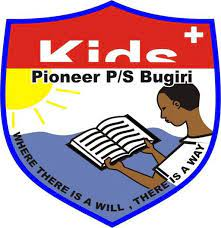 Kids
Pioneer P/S Bugiri
WHERE THERE IS A WILL , THERE IS A WAY